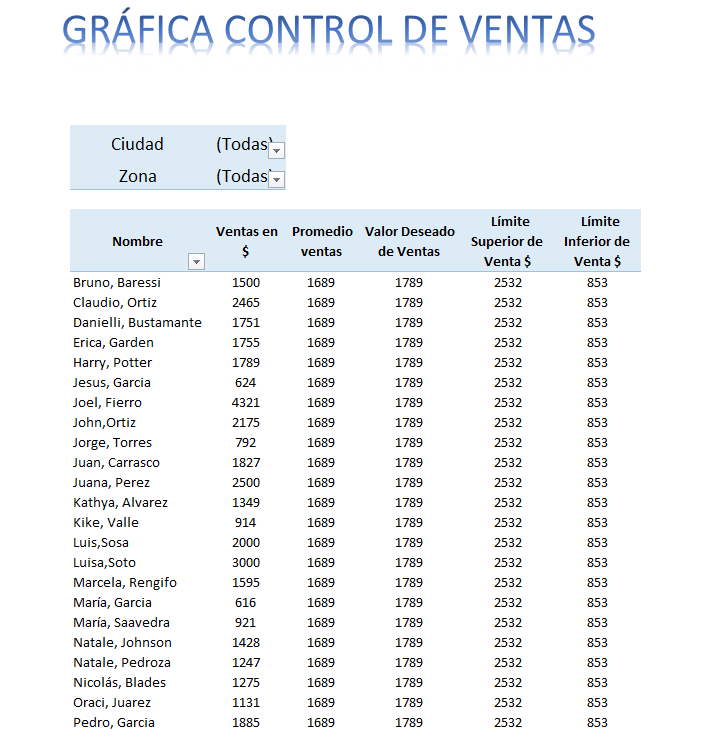 GRÁFICA CONTROL DE VENTAS
Ciudad (Todas)
Zona (Todas)
Nombre Ventas en $ Promedio ventas Valor Deseado de Ventas Límite Superior de Venta $ Límite Inferior de Venta $
Bruno, Baressi 1500 1689 1789 2532 853
Claudio, Ortiz 2465 1689 1789 2532 853
Danielli, Bustamante 1751 1689 1789 2532 853
Erica, Garden 1755 1689 1789 2532 853
Harry, Potter 1789 1689 1789 2532 853
Jesus, Garcia 624 1689 1789 2532 853
Joel, Fierro 4321 1689 1789 2532 853
John,Ortiz 2175 1689 1789 2532 853
Jorge, Torres 792 1689 1789 2532 853
Juan, Carrasco 1827 1689 1789 2532 853
Juana, Perez 2500 1689 1789 2532 853
Kathya, Alvarez 1349 1689 1789 2532 853
Kike, Valle 914 1689 1789 2532 853
Luis,Sosa 2000 1689 1789 2532 853
Luisa,Soto 3000 1689 1789 2532 853
Marcela, Rengifo 1595 1689 1789 2532 853
María, Garcia 616 1689 1789 2532 853
María, Saavedra 921 1689 1789 2532 853
Natale, Johnson 1428 1689 1789 2532 853
Natale, Pedroza 1247 1689 1789 2532 853
Nicolás, Blades 1275 1689 1789 2532 853
Oraci, Juarez 1131 1689 1789 2532 853
Pedro, Garcia 1885 1689 1789 2532 853